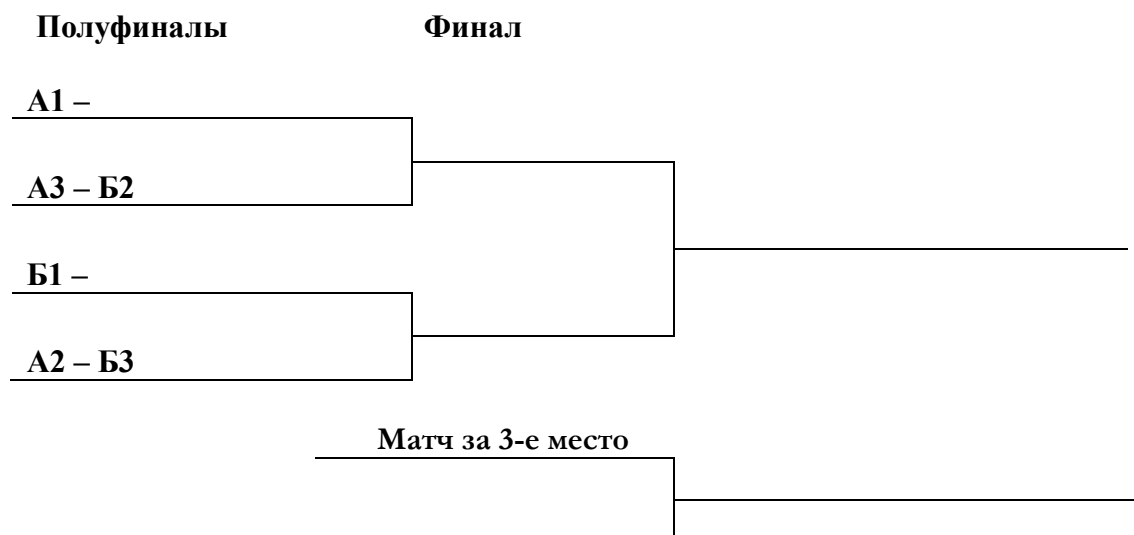 Полуфиналы Финал
А1 –
А3 – Б2
Б1 –
А2 – Б3
Матч за 3-е место